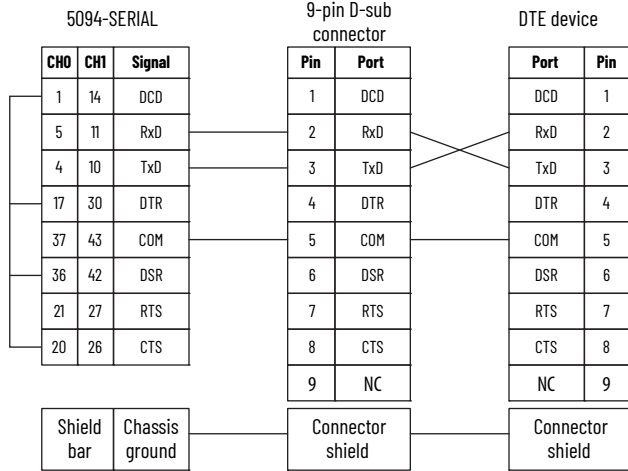 5094-SERIAL
9-pin D-sub
connector
DTE device
CH0 CH1 Signal
Pin Port
Port Pin
1 14 DCD
1 DCD
DCD 1
5 11 RxD
2 RxD
RxD 2
4 10 TxD
3 TxD
TxD 3
17 30 DTR
4 DTR
DTR 4
37 43 COM
5 COM
COM 5
36 42 DSR
6 DSR
DSR 6
21 27 RTS
7 RTS
RTS 7
20 26 CTS
8 CTS
CTS 8
9 NC
NC 9
Shield
bar
Chassis
ground
Connector
shield
Connector
shield